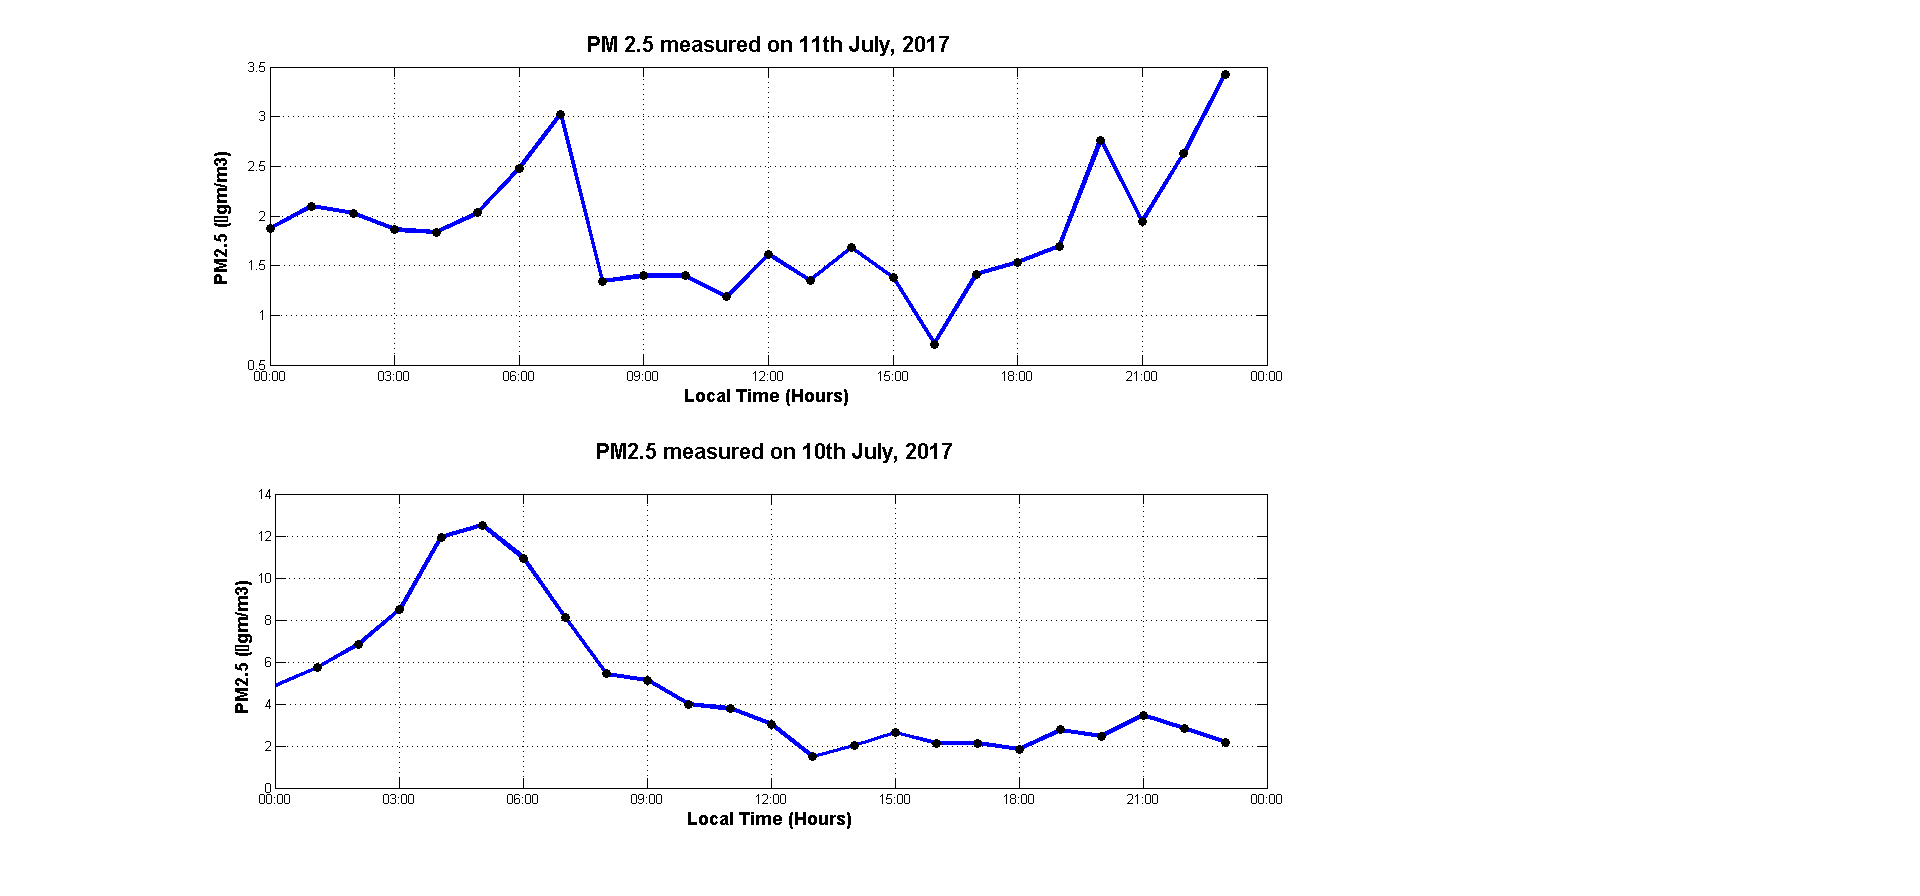 PM 2.5 measured on 11th July, 2017
3.5
3
2.5
2
1.5
1
0.5
PM2.5 (▯gm/m3)
00:00 03:00 06:00 09:00 12:00 15:00 18:00 21:00 00:00
Local Time (Hours)
PM2.5 measured on 10th July, 2017
14
12
10
8
6
4
2
0
PM2.5 (▯gm/m3)
00:00 03:00 06:00 09:00 12:00 15:00 18:00 21:00 00:00
Local Time (Hours)